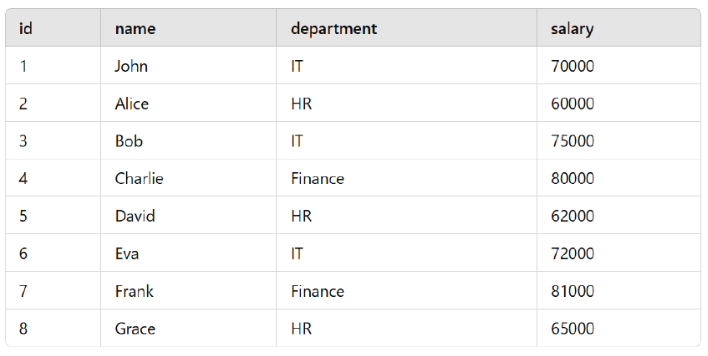 id name department salary
1 John IT 70000
2 Alice HR 60000
3 Bob IT 75000
4 Charlie Finance 80000
5 David HR 62000
6 Eva IT 72000
7 Frank Finance 81000
8 Grace HR 65000